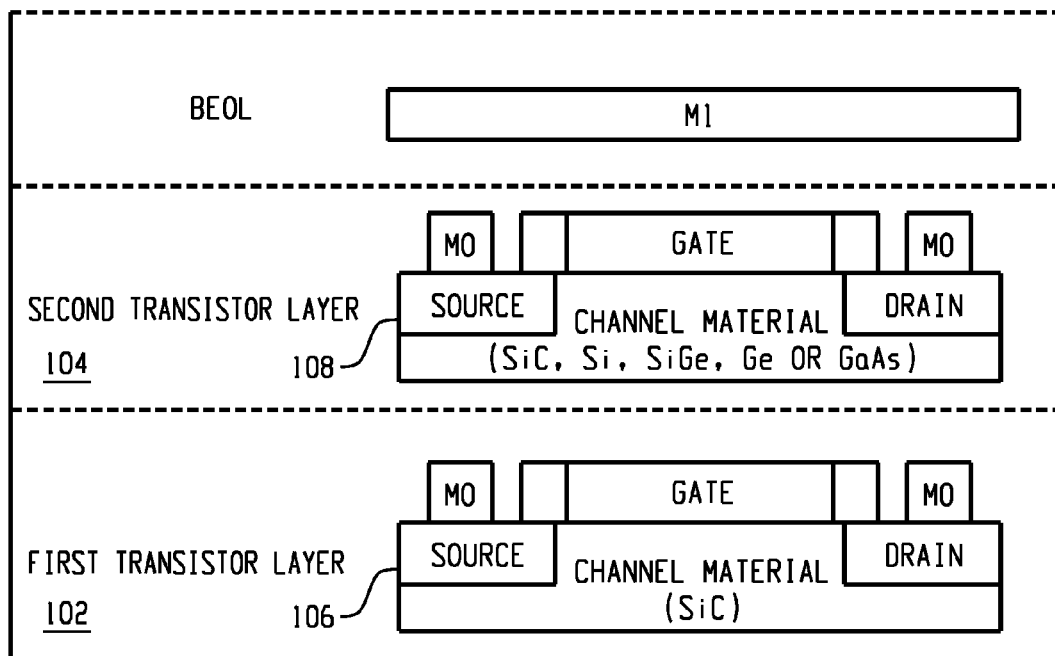 BEOL
M1
MO
GATE
MO
SECOND TRANSISTOR LAYER
104
108
SOURCE
DRAIN
CHANNEL MATERIAL
(SiC, Si, SiGe, Ge OR GaAs)
MO
GATE
MO
FIRST TRANSISTOR LAYER
102
106
SOURCE
DRAIN
CHANNEL MATERIAL
(SiC)